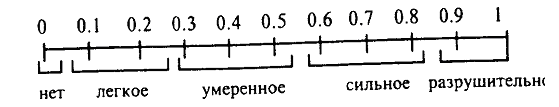 0 0.1 0.2 0.3 0.4 0.5 0.6 0.7 0.8 0.9 1
нет легкое умеренное сильное разрушительно